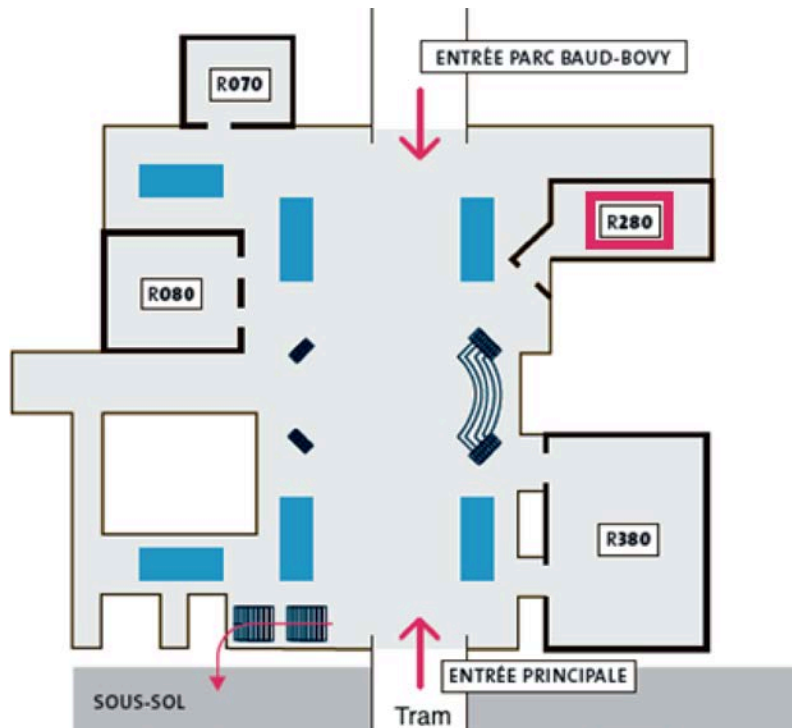 ENTRÉE PARC BAUD-BOVY
R070
R280
R080
R380
ENTRÉE PRINCIPALE
SOUS-SOL
Tram